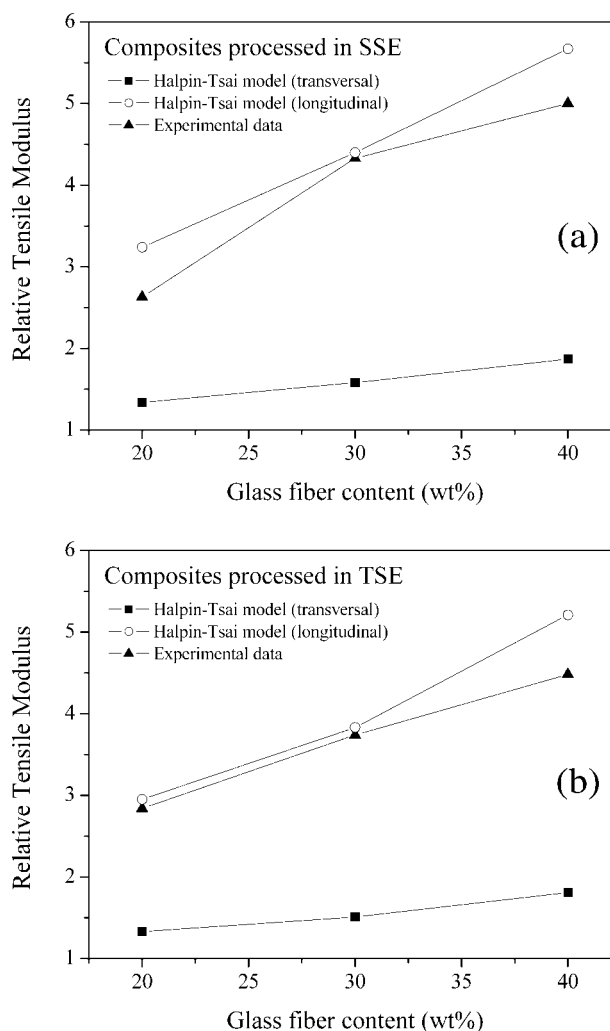 6
Composites processed in SSE
Halpin-Tsai model (transversal)
Halpin-Tsai model (longitudinal)
Experimental data
5
4
3
2
1
Relative Tensile Modulus
(a)
20 25 30 35 40
Glass fiber content (wt%)
6
Composites processed in TSE
Halpin-Tsai model (transversal)
Halpin-Tsai model (longitudinal)
Experimental data
5
4
3
2
1
Relative Tensile Modulus
(b)
20 25 30 35 40
Glass fiber content (wt%)